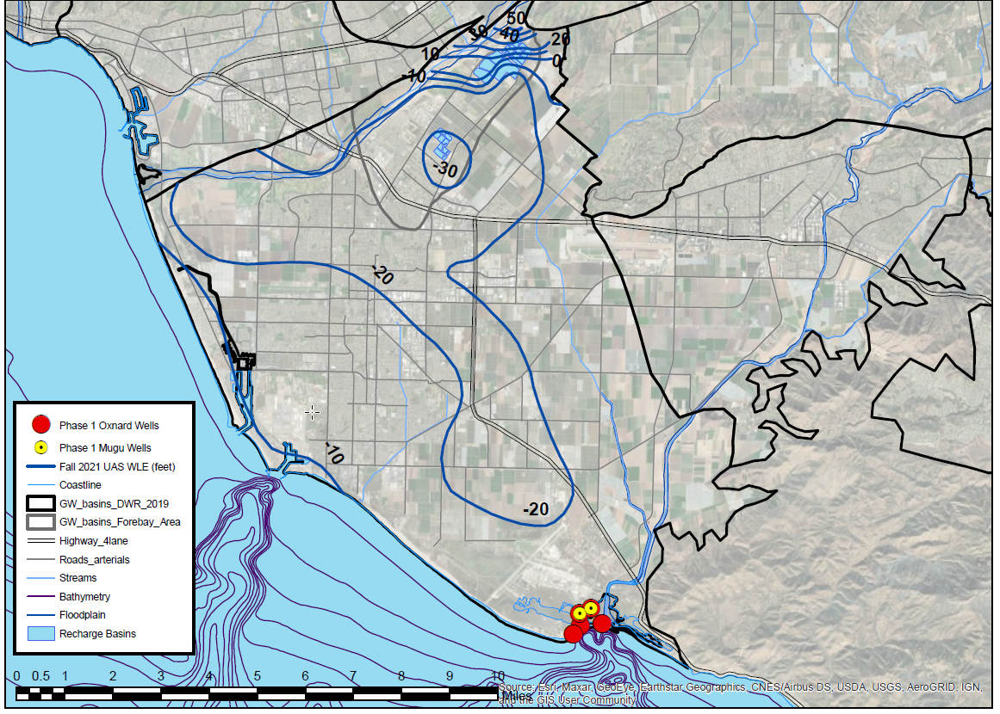 50
30
40
20
10
0
-10
-30
-20
-10
-20
Phase 1 Oxnard Wells
Phase 1 Mugu Wells
Fall 2021 UAS WLE (feet)
Coastline
GW_basins_DWR_2019
GW_basins_Forebay_Area
Highway_4lane
Roads_arterials
Streams
Bathymetry
Floodplain
Recharge Basins
0 0.5 1 2 3 4 5 6 7 8 9 10
Miles
Source: Esri, Maxar, GeoEye, Earthstar Geographics, CNES/Airbus DS, USDA, USGS, AeroGRID, IGN,
and the GIS User Community